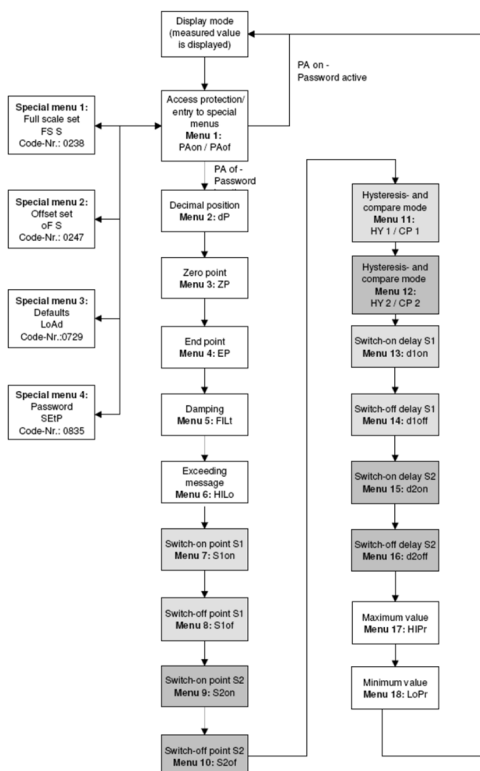 Display mode
(measured value
is displayed)
PA on -
Password active
Special menu 1:
Full scale set
FS S
Code-Nr.: 0238
Access protection/
entry to special
menus
Menu 1:
PAon / PAof
PA of -
Password
Special menu 2:
Offset set
oF S
Code-Nr.: 0247
Decimal position
Menu 2: dP
Zero point
Menu 3: ZP
Special menu 3:
Defaults
LoAd
Code-Nr.:0729
End point
Menu 4: EP
Special menu 4:
Password
SEtP
Code-Nr.: 0835
Damping
Menu 5: FILt
Exceeding
message
Menu 6: HILo
Switch-on point S1
Menu 7: S1on
Switch-off point S1
Menu 8: S1of
Switch-on point S2
Menu 9: S2on
Switch-off point S2
Menu 10: S2of
Hysteresis- and
compare mode
Menu 11:
HY 1 / CP 1
Hysteresis- and
compare mode
Menu 12:
HY 2 / CP 2
Switch-on delay S1
Menu 13: d1on
Switch-off delay S1
Menu 14: d1off
Switch-on delay S2
Menu 15: d2on
Switch-off delay S2
Menu 16: d2off
Maximum value
Menu 17: HIPr
Minimum value
Menu 18: LoPr